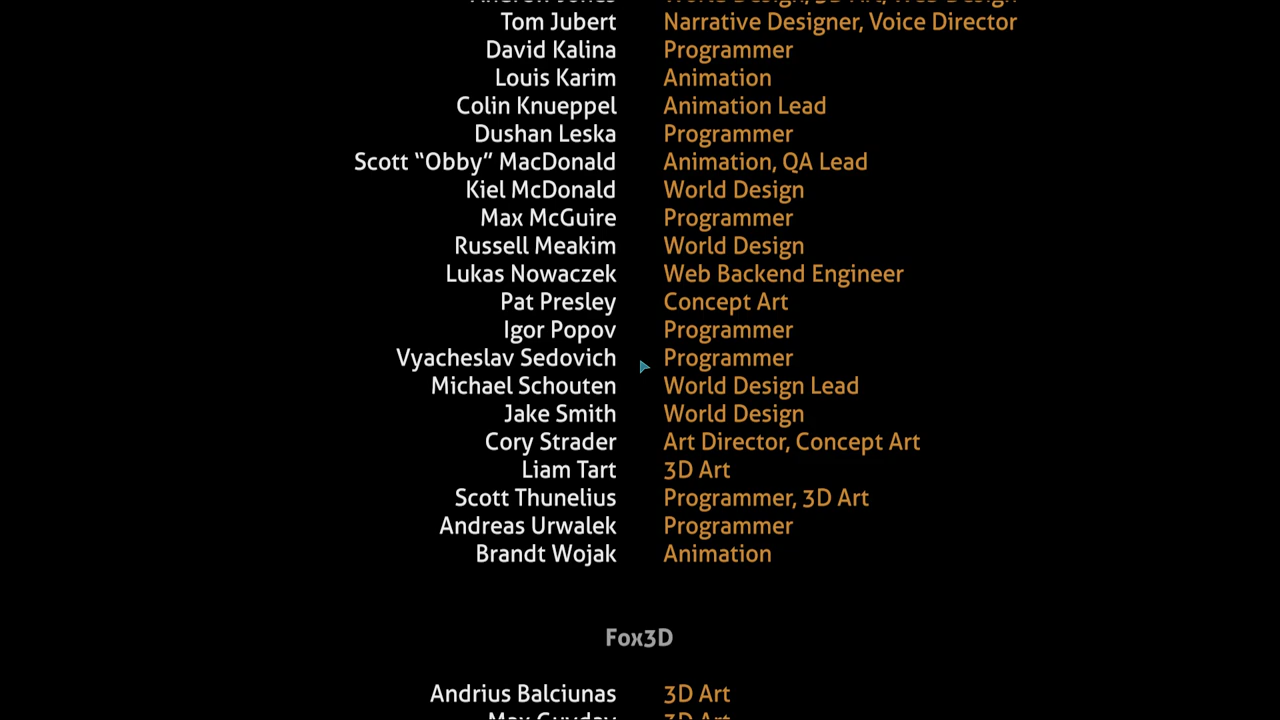 Tom Jubert Narrative Designer, Voice Director
David Kalina Programmer
Louis Karim Animation
Colin Knueppel Animation Lead
Dushan Leska Programmer
Scott “Obby” MacDonald Animation, QA Lead
Kiel McDonald World Design
Max McGuire Programmer
Russell Meakim World Design
Lukas Nowaczek Web Backend Engineer
Pat Presley Concept Art
Igor Popov Programmer
Vyacheslav Sedovich Programmer
Michael Schouten World Design Lead
Jake Smith World Design
Cory Strader Art Director, Concept Art
Liam Tart 3D Art
Scott Thunelius Programmer, 3D Art
Andreas Urwalek Programmer
Brandt Wojak Animation
Fox3D
Andrius Balciunas 3D Art